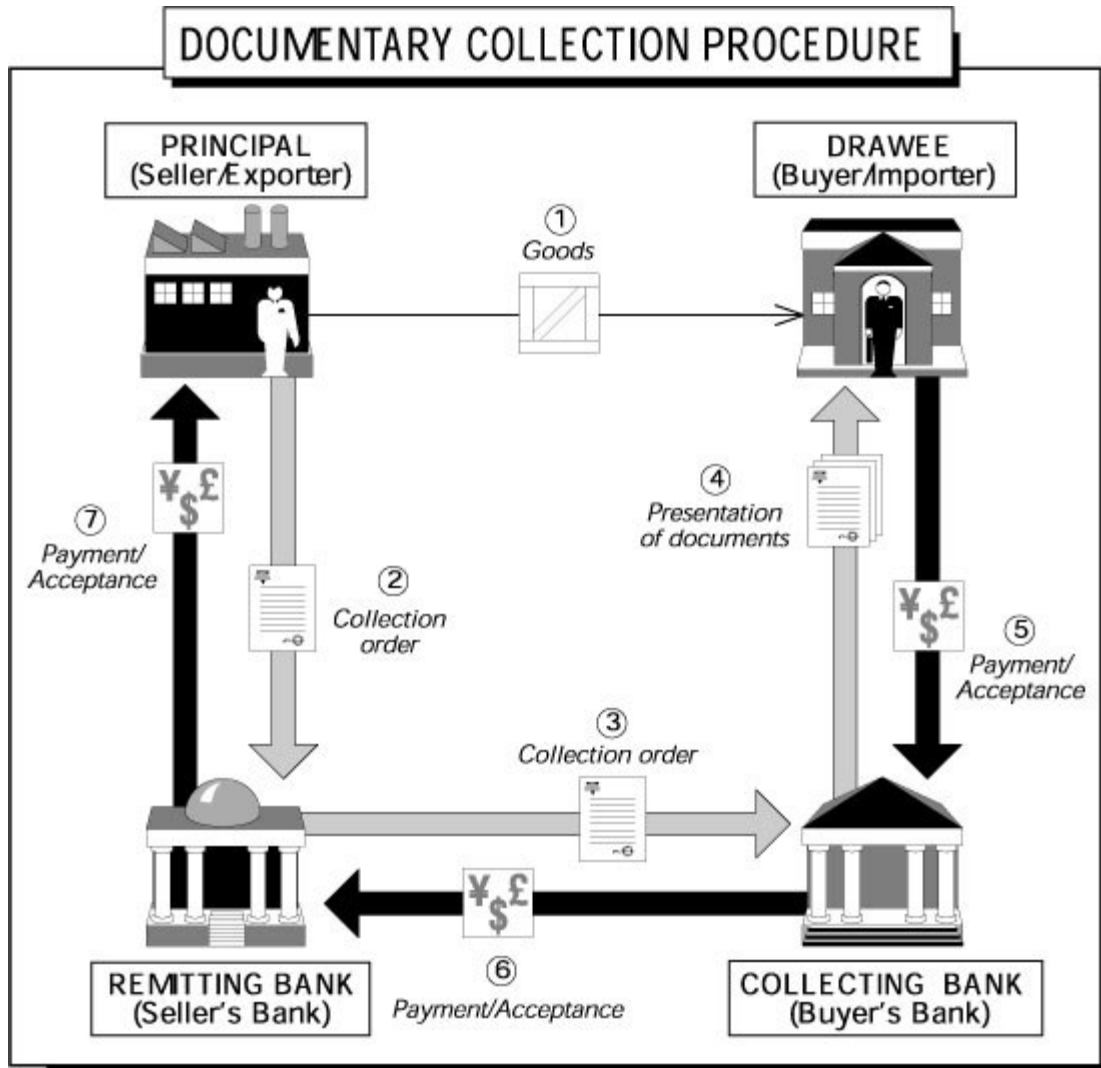 DOCUMENTARY COLLECTION PROCEDURE
PRINCIPAL
(Seller/Exporter)
DRAWEE
(Buyer/Importer)
1
Goods
4
Presentation
of documents
7
Payment/
Acceptance
2
Collection
order
¥$£
¥$£
5
Payment/
Acceptance
3
Collection order
¥$£
6
Payment/Acceptance
REMITTING BANK
(Seller's Bank)
COLLECTING BANK
(Buyer's Bank)